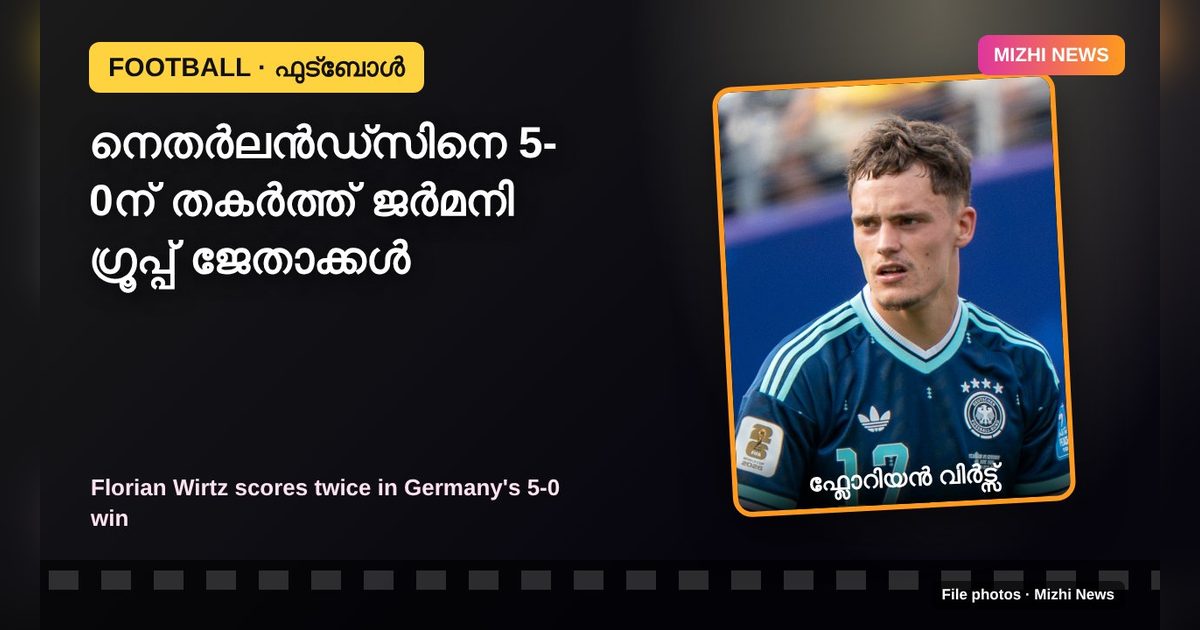 FOOTBALL · ഫുട്ബോൾ
MIZHI NEWS
നെതർലൻഡ്സിനെ 5-
0ന് തകർത്ത് ജർമനി
ഗ്രൂപ്പ് ജേതാക്കൾ
Florian Wirtz scores twice in Germany's 5-0
win
17
ഫ്ലോറിയൻ വിർട്ട്സ്
File photos · Mizhi News